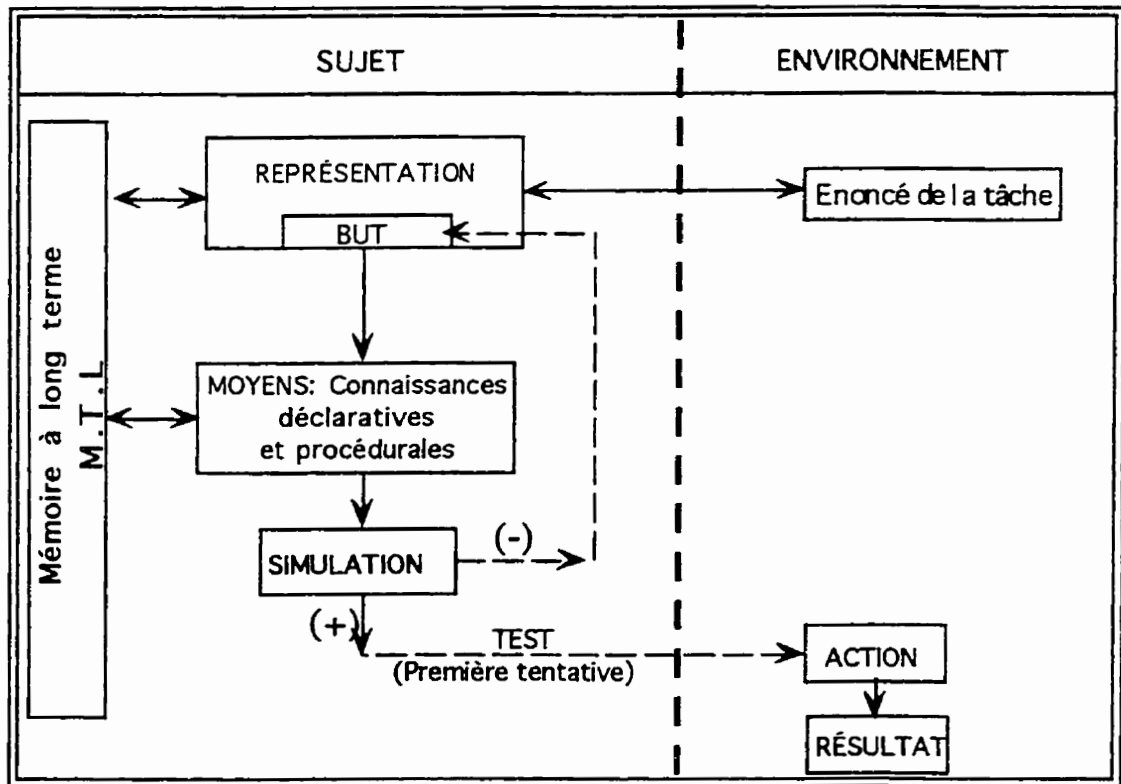 SUJET
ENVIRONNEMENT
REPRÉSENTATION
BUT
Enoncé de la tâche
Mémoire à long terme
M.T.L
MOYENS: Connaissances
déclaratives
et procédurales
SIMULATION
(-)
(+)
TEST
(Première tentative)
ACTION
RÉSULTAT